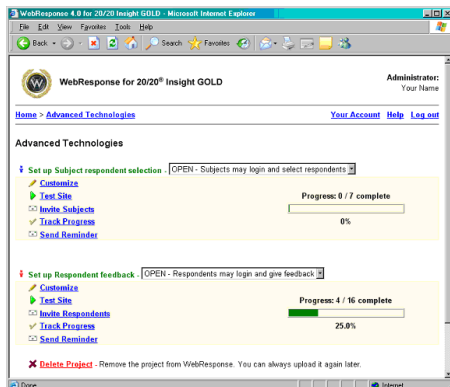 WebResponse 4.0 for 20/20 Insight GOLD - Microsoft Internet Explorer
File Edit View Favorites Tools Help
Back Search Favorites
W
WebResponse for 20/20® Insight GOLD
Administrator:
Your Name
Home > Advanced Technologies Your Account Help Log out
Advanced Technologies
Set up Subject respondent selection - OPEN - Subjects may login and select respondents
Customize
Test Site Progress: 0 / 7 complete
Invite Subjects
Track Progress 0%
Send Reminder
Set up Respondent feedback - OPEN - Respondents may login and give feedback
Customize
Test Site Progress: 4 / 16 complete
Invite Respondents
Track Progress 25.0%
Send Reminder
Delete Project - Remove the project from WebResponse. You can always upload it again later.
Done Internet